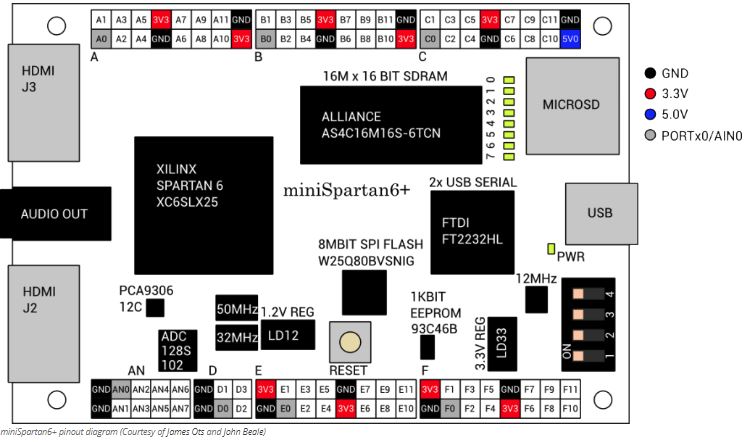 A1 A3 A5 3V3 A7 A9 A11 GND B1 B3 B5 3V3 B7 B9 B11 GND C1 C3 C5 3V3 C7 C9 C11 GND
A0 A2 A4 GND A6 A8 A10 3V3 B0 B2 B4 GND B6 B8 B10 3V3 C0 C2 C4 GND C6 C8 C10 5V0
A B C
HDMI
J3
16M x 16 BIT SDRAM
ALLIANCE
AS4C16M16S-6TCN
7 6 5 4 3 2 1 0
MICROSD
GND
3.3V
5.0V
PORTx0/AIN0
XILINX
SPARTAN 6
XC6SLX25
miniSpartan6+
2x USB SERIAL
FTDI
FT2232HL
AUDIO OUT
USB
PWR
8MBIT SPI FLASH
W25Q80BVSNIG
HDMI
J2
PCA9306
12C
50MHz
32MHz
1.2V REG
LD12
ADC
128S
102
RESET
1KBIT
EEPROM
93C46B
3.3V REG
LD33
12MHz
4
3
2
1
ON
AN D E F
GND AN0 AN2 AN4 AN6 GND D1 D3 3V3 E1 E3 E5 GND E7 E9 E11 3V3 F1 F3 F5 GND F7 F9 F11
GND AN1 AN3 AN5 AN7 GND D0 D2 GND E0 E2 E4 3V3 E6 E8 E10 GND F0 F2 F4 3V3 F6 F8 F10
miniSpartan6+ pinout diagram (Courtesy of James Ots and John Beale)